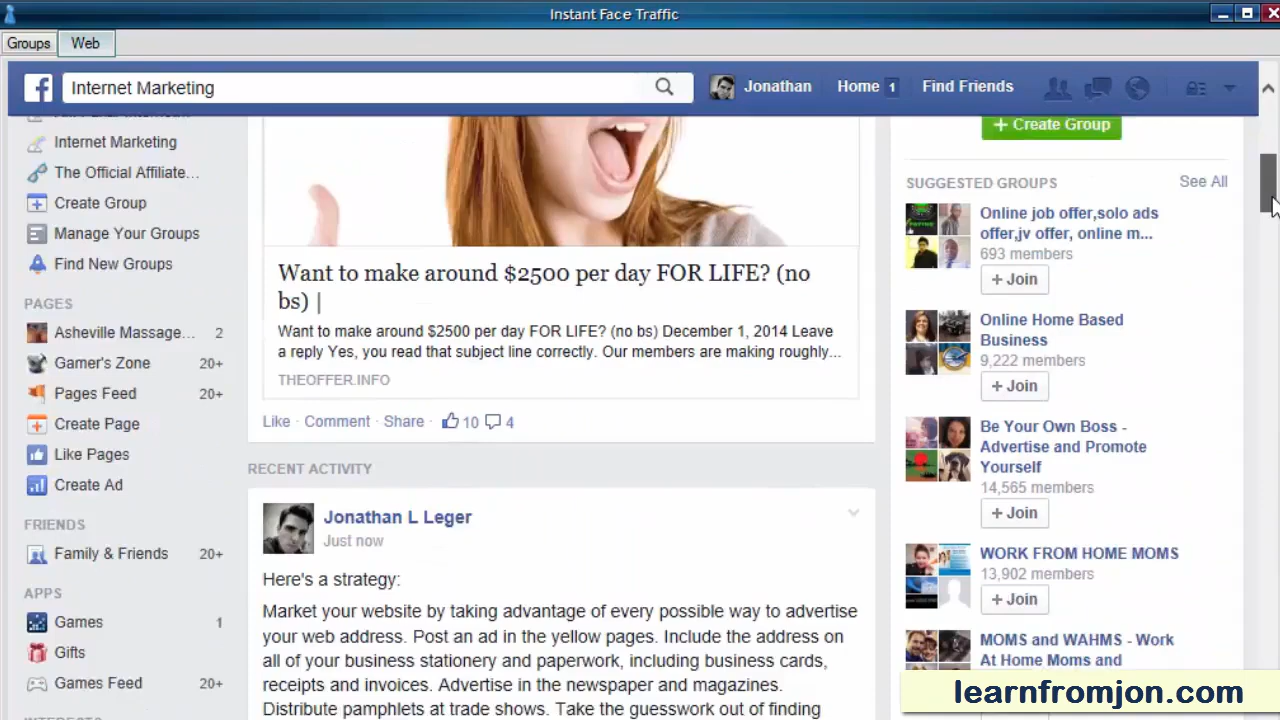 Instant Face Traffic
Groups Web
Internet Marketing
Jonathan Home 1 Find Friends
Internet Marketing
The Official Affiliate...
Create Group
Manage Your Groups
Find New Groups
PAGES
Asheville Massage... 2
Gamer's Zone 20+
Pages Feed 20+
Create Page
Like Pages
Create Ad
FRIENDS
Family & Friends 20+
APPS
Games 1
Gifts
Games Feed 20+
Want to make around $2500 per day FOR LIFE? (no
bs) |
Want to make around $2500 per day FOR LIFE? (no bs) December 1, 2014 Leave
a reply Yes, you read that subject line correctly. Our members are making roughly...
THEOFFER.INFO
Like · Comment · Share · 10 4
RECENT ACTIVITY
Jonathan L Leger
Just now
Here's a strategy:
Market your website by taking advantage of every possible way to advertise
your web address. Post an ad in the yellow pages. Include the address on
all of your business stationery and paperwork, including business cards,
receipts and invoices. Advertise in the newspaper and magazines.
Distribute pamphlets at trade shows. Take the guesswork out of finding
+ Create Group
SUGGESTED GROUPS See All
Online job offer,solo ads
offer,jv offer, online m...
693 members
+ Join
Online Home Based
Business
9,222 members
+ Join
Be Your Own Boss -
Advertise and Promote
Yourself
14,565 members
+ Join
WORK FROM HOME MOMS
13,902 members
+ Join
MOMS and WAHMS - Work
At Home Moms and
learnfromjon.com